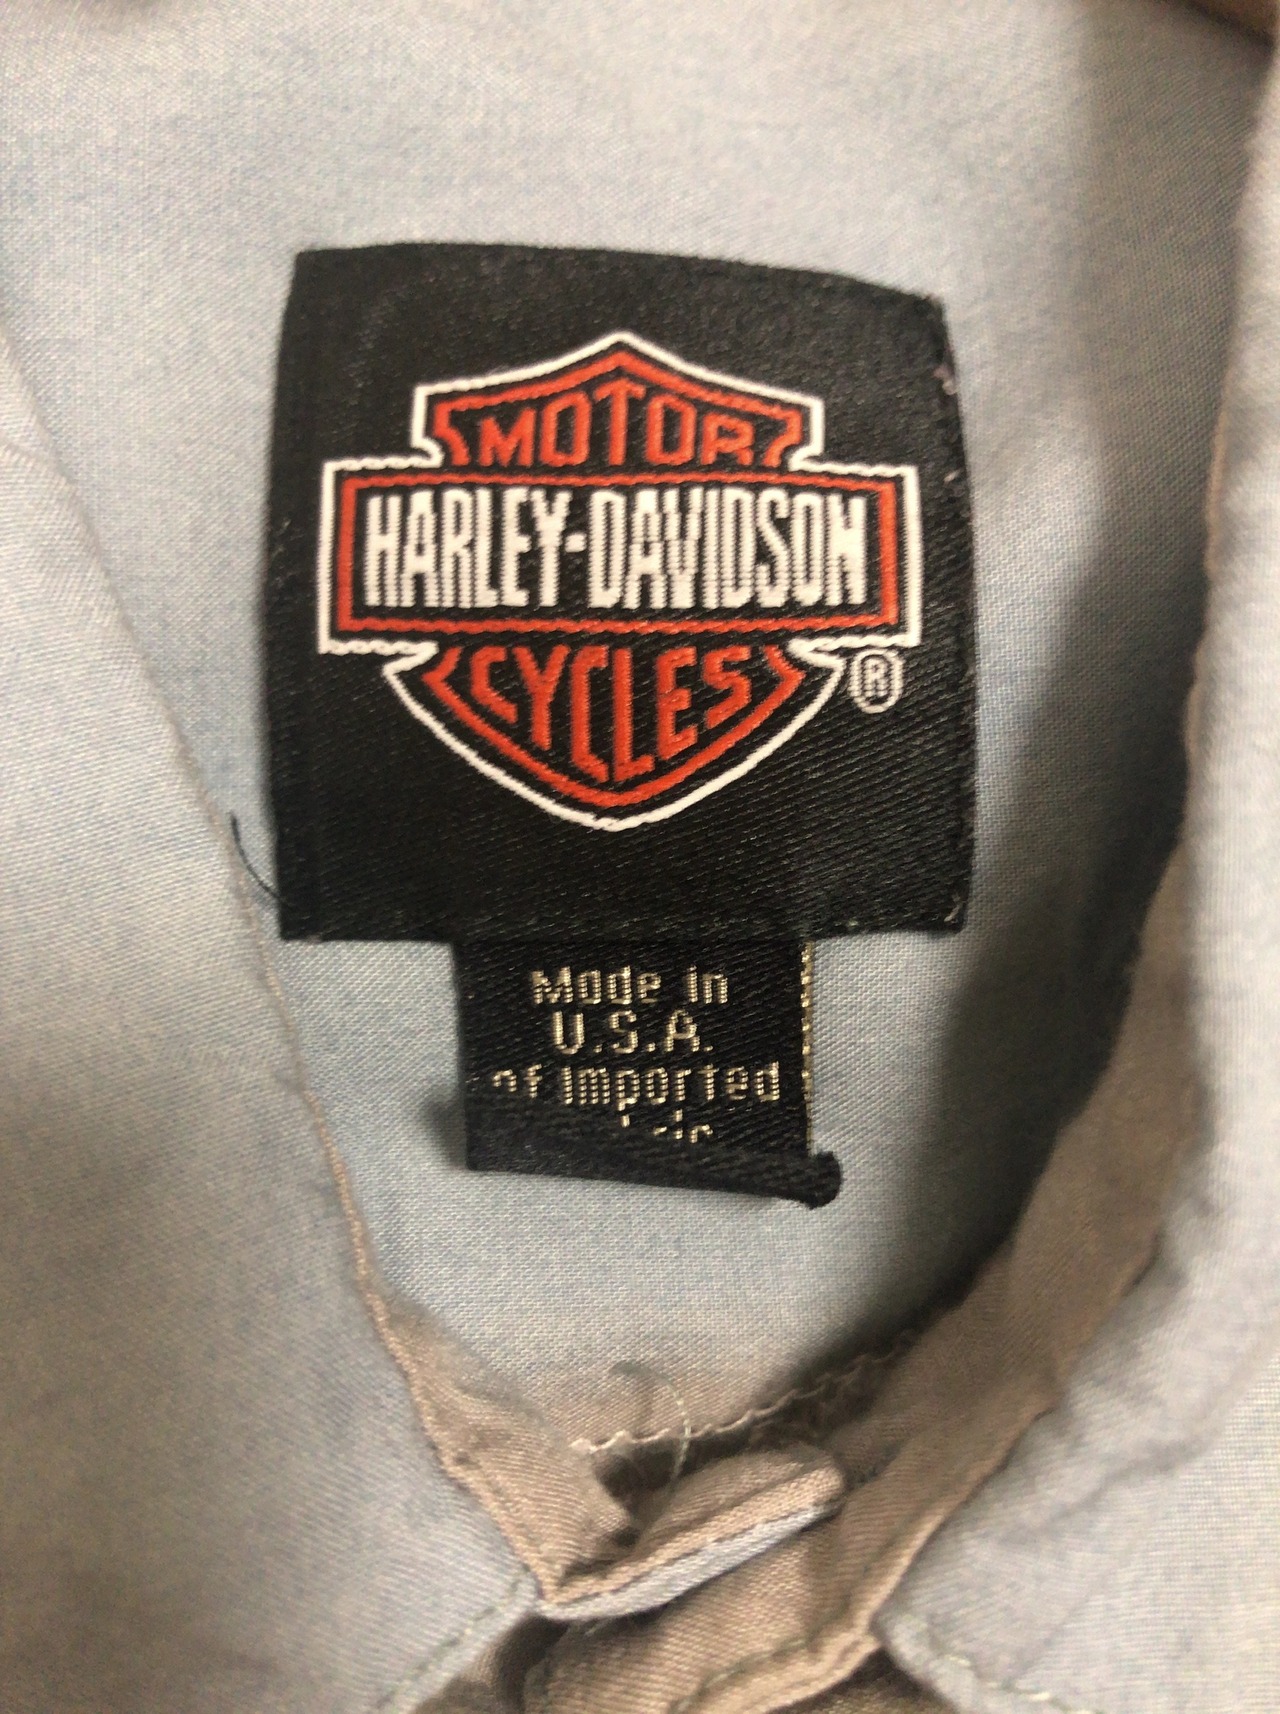 MOTOR
HARLEY-DAVIDSON
CYCLES
®
Made in
U.S.A.
of Imported